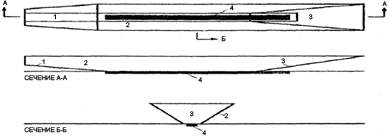 А А
1 2 4 3
Б
1 2 3
4
СЕЧЕНИЕ А-А
3 2
4
СЕЧЕНИЕ Б-Б